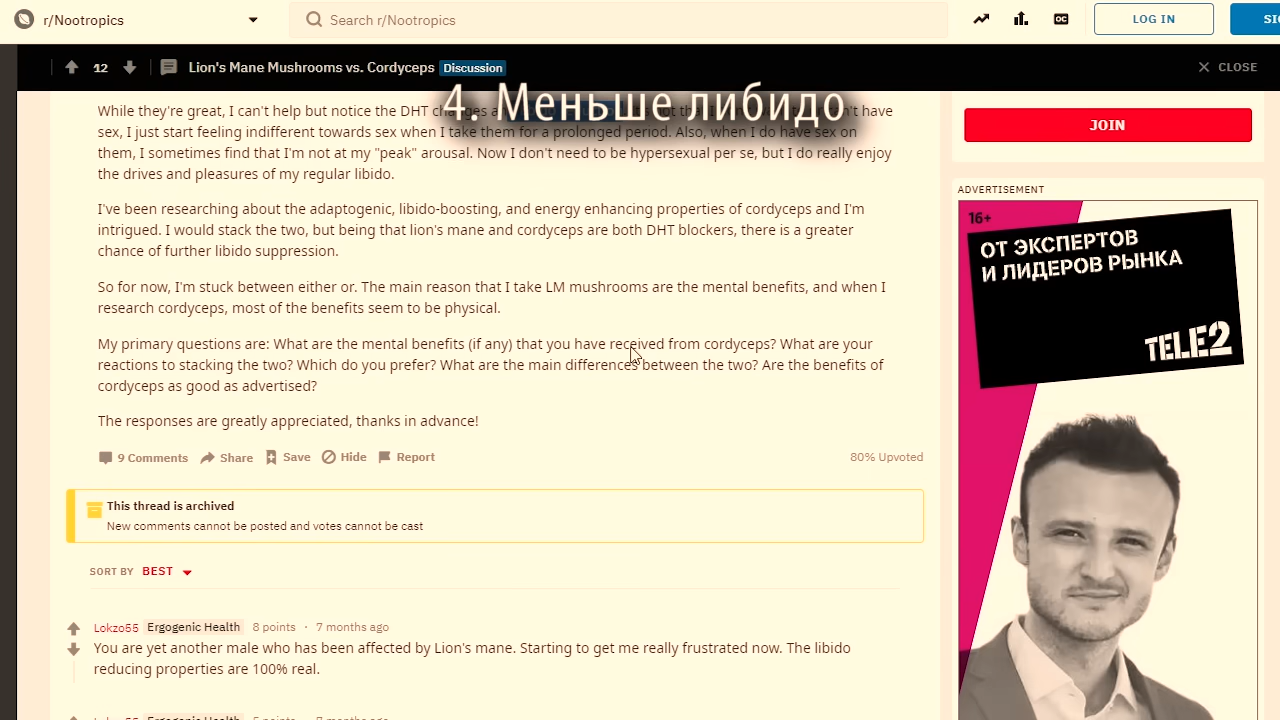 r/Nootropics
Search r/Nootropics
LOG IN
12
Lion's Mane Mushrooms vs. Cordyceps Discussion
CLOSE
4. Меньше либидо
While they're great, I can't help but notice the DHT
have
sex, I just start feeling indifferent towards sex when I take them for a prolonged period. Also, when I do have sex on
them, I sometimes find that I'm not at my "peak" arousal. Now I don't need to be hypersexual per se, but I do really enjoy
the drives and pleasures of my regular libido.
I've been researching about the adaptogenic, libido-boosting, and energy enhancing properties of cordyceps and I'm
intrigued. I would stack the two, but being that lion's mane and cordyceps are both DHT blockers, there is a greater
chance of further libido suppression.
So for now, I'm stuck between either or. The main reason that I take LM mushrooms are the mental benefits, and when I
research cordyceps, most of the benefits seem to be physical.
My primary questions are: What are the mental benefits (if any) that you have received from cordyceps? What are your
reactions to stacking the two? Which do you prefer? What are the main differences between the two? Are the benefits of
cordyceps as good as advertised?
The responses are greatly appreciated, thanks in advance!
9 Comments Share Save Hide Report
80% Upvoted
This thread is archived
New comments cannot be posted and votes cannot be cast
SORT BY BEST
Lokzo55 Ergogenic Health 8 points · 7 months ago
You are yet another male who has been affected by Lion's mane. Starting to get me really frustrated now. The libido
reducing properties are 100% real.
JOIN
ADVERTISEMENT
16+
ОТ ЭКСПЕРТОВ
И ЛИДЕРОВ РЫНКА
TELE2